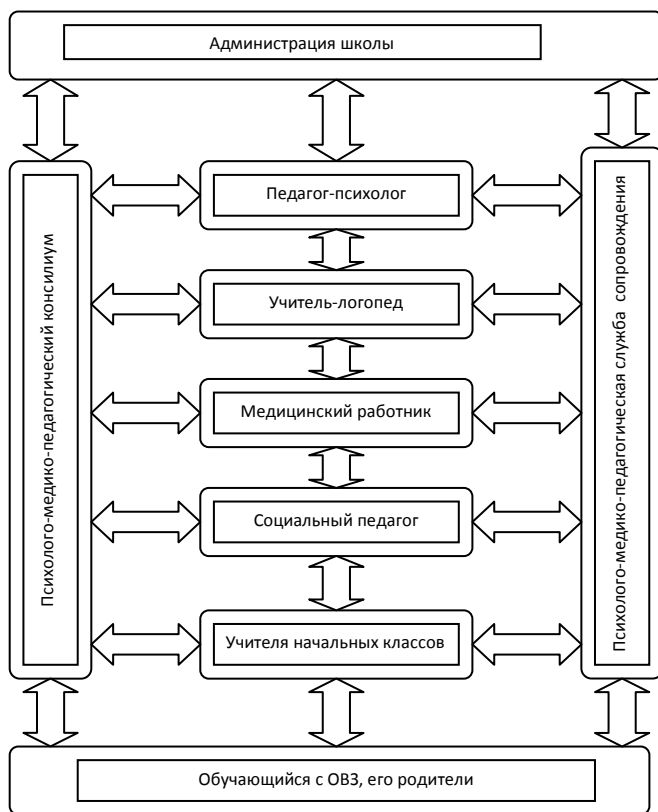 Администрация школы
Психолого-медико-педагогический консилиум
Педагог-психолог
Учитель-логопед
Медицинский работник
Социальный педагог
Учителя начальных классов
Психолого-медико-педагогическая служба сопровождения
Обучающийся с ОВЗ, его родители